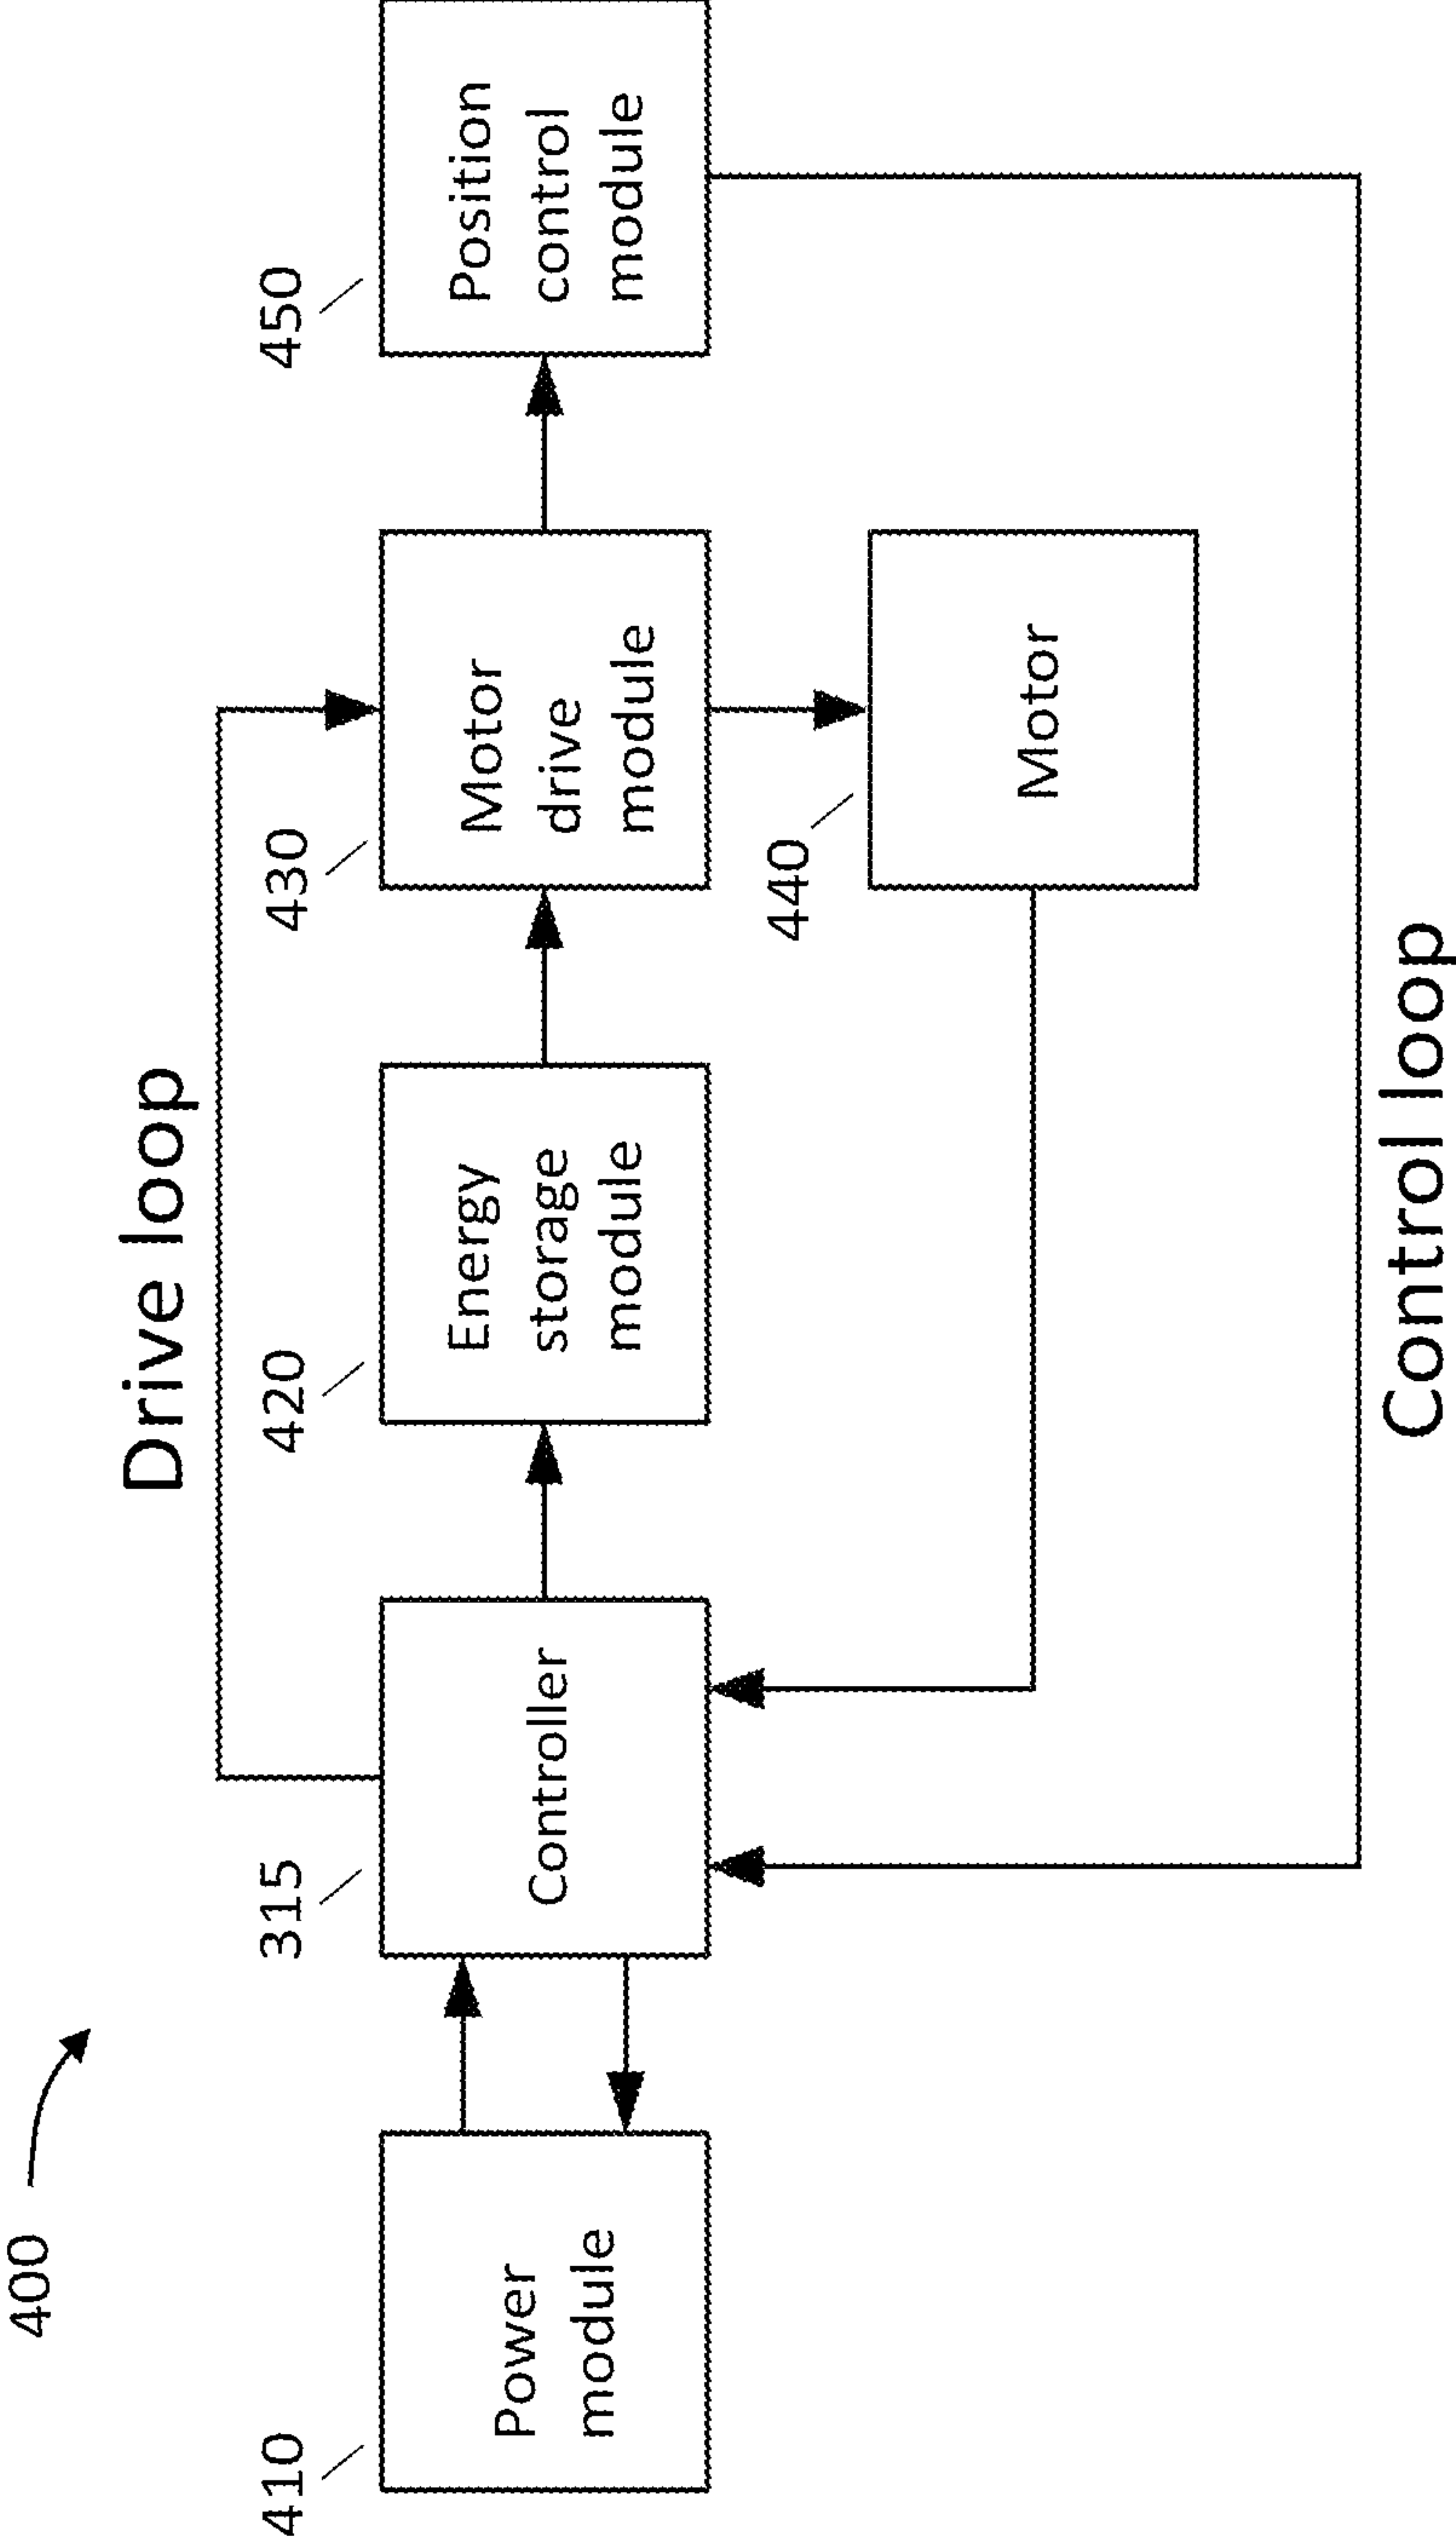 400
Drive loop
410
315
420
430
450
Power
module
Controller
Energy
storage
module
Motor
drive
module
Position
control
module
440
Motor
Control loop